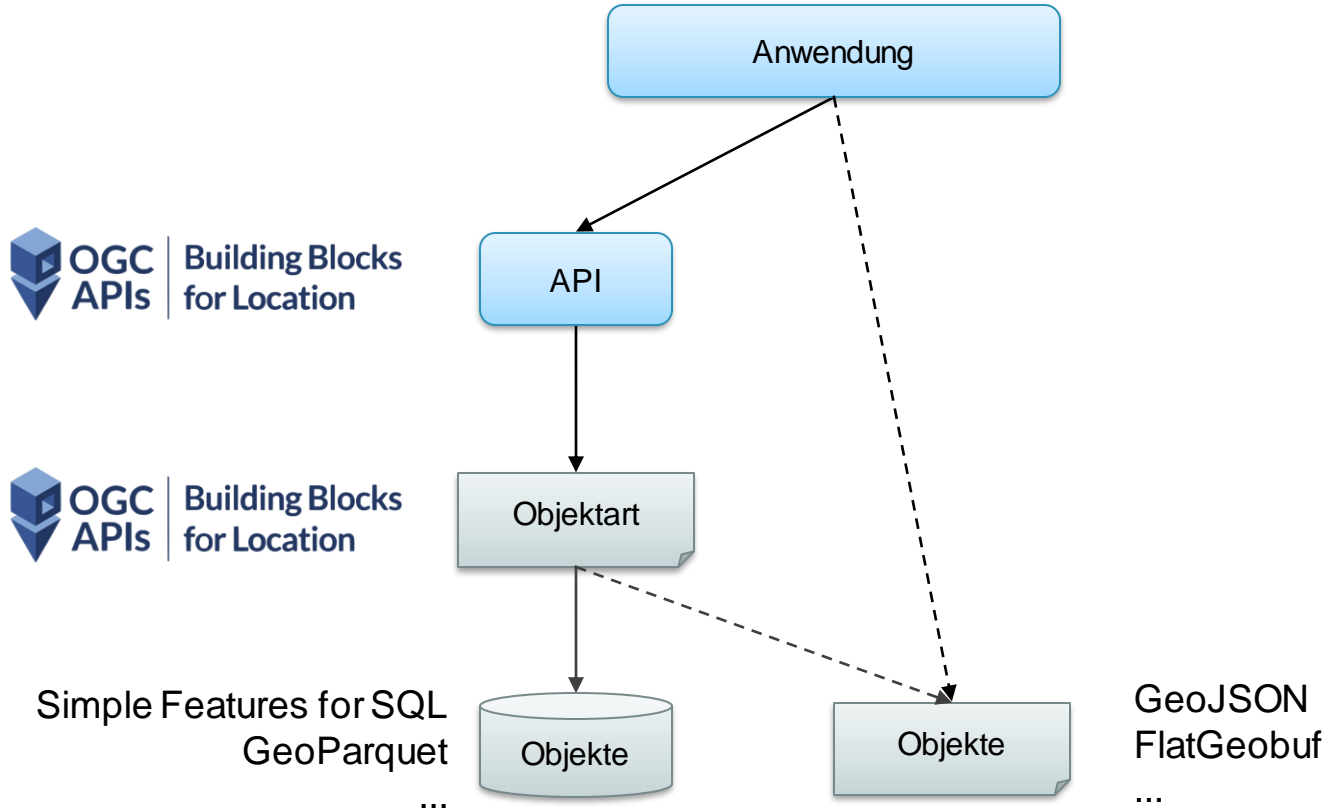 Anwendung
OGC
APIs
Building Blocks
for Location
API
OGC
APIs
Building Blocks
for Location
Objektart
Simple Features for SQL
GeoParquet
...
Objekte
Objekte
GeoJSON
FlatGeobuf
...